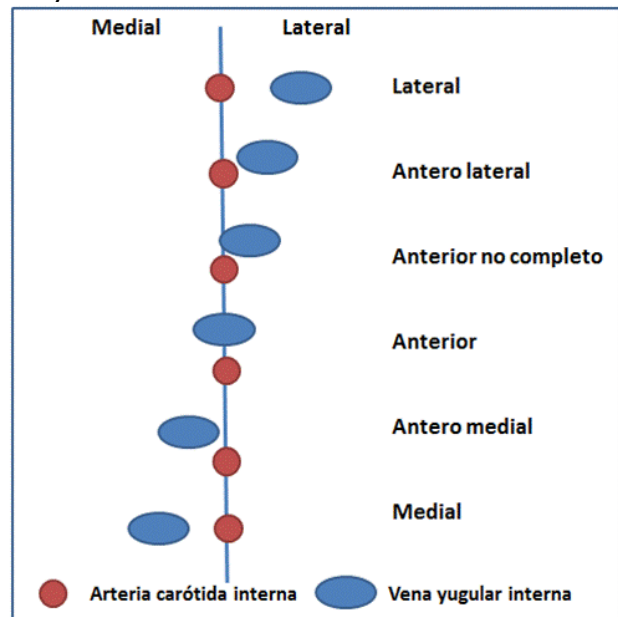 Medial Lateral
Lateral
Antero lateral
Anterior no completo
Anterior
Antero medial
Medial
Arteria carótida interna Vena yugular interna